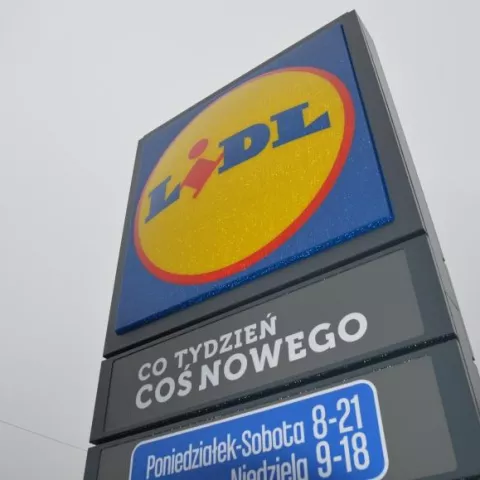 LIDL
CO TYDZIEŃ
COŚ NOWEGO
Poniedziałek-Sobota 8-21
Niedziela 9-18